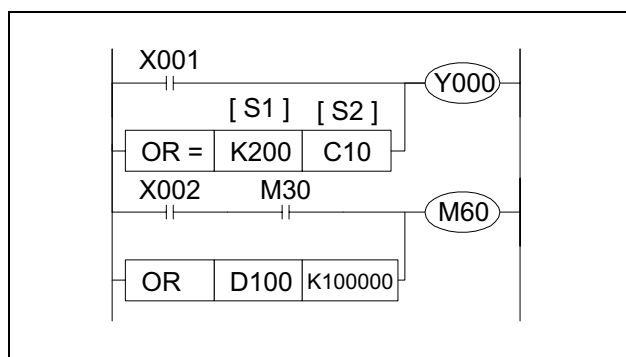 X001
Y000
[ S1 ] [ S2 ]
OR = K200 C10
X002 M30
M60
OR D100 K100000